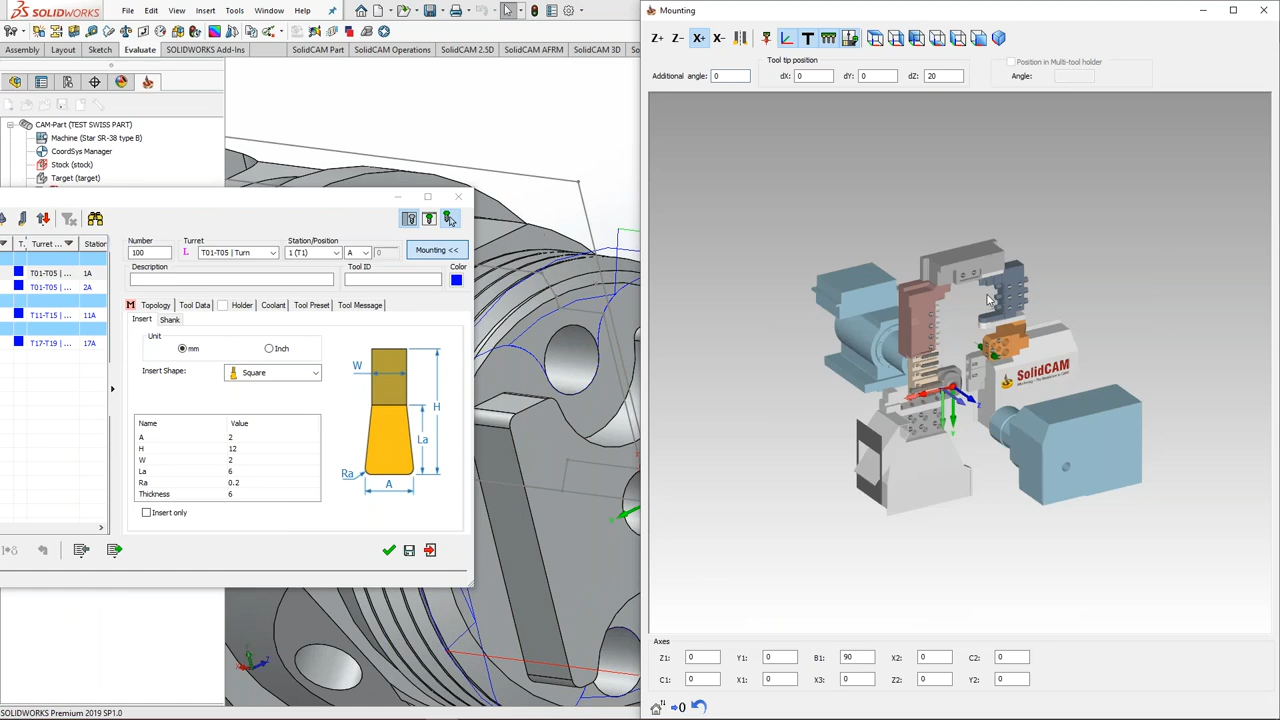 SOLIDWORKS
File Edit View Insert Tools Window Help
Assembly Layout Sketch Evaluate SOLIDWORKS Add-Ins SolidCAM Part SolidCAM Operations SolidCAM 2.5D SolidCAM AFRM SolidCAM 3D
CAM-Part (TEST SWISS PART)
Machine (Star SR-38 type B)
CoordSys Manager
Stock (stock)
Target (target)
T. Turret ... Station
T01-T05 | ... 1A
T01-T05 | ... 2A
T11-T15 | ... 11A
T17-T19 | ... 17A
Number Turret Station/Position
100 T01-T05 | Turn 1 (T1) A 0 Mounting <<
Description Tool ID Color
Topology Tool Data Holder Coolant Tool Preset Tool Message
Insert Shank
Unit
mm Inch
Insert Shape: Square
Name Value
A 2
H 12
W 2
La 6
Ra 0.2
Thickness 6
Insert only
W
H
La
Ra
A
SOLIDWORKS Premium 2019 SP1.0
Mounting
Z+ Z- X+ X-
Tool tip position
Position in Multi-tool holder
Additional angle: 0 dX: 0 dY: 0 dZ: 20 Angle:
SolidCAM
z
Axes
Z1: 0 Y1: 0 B1: 90 X2: 0 C2: 0
C1: 0 X1: 0 X3: 0 Z2: 0 Y2: 0